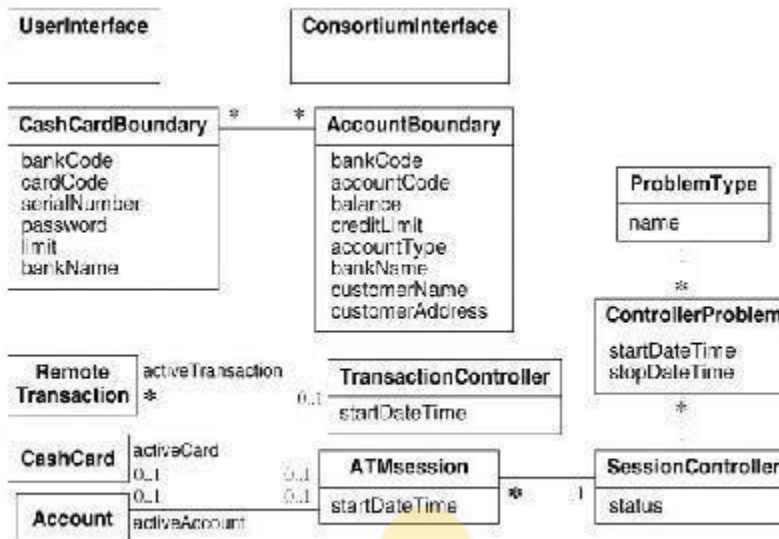 UserInterface
ConsortiumInterface
CashCardBoundary
*
*
AccountBoundary
bankCode
cardCode
serialNumber
password
limit
bankName
bankCode
accountCode
balance
creditLimit
accountType
bankName
customerName
customerAddress
ProblemType
name
1
*
ControllerProblem
startDateTime
stopDateTime
*
Remote
Transaction
activeTransaction
*
0..1
TransactionController
startDateTime
CashCard
activeCard
0..1
0..1
ATMsession
startDateTime
*
1
SessionController
status
Account
0..1
activeAccount
0..1